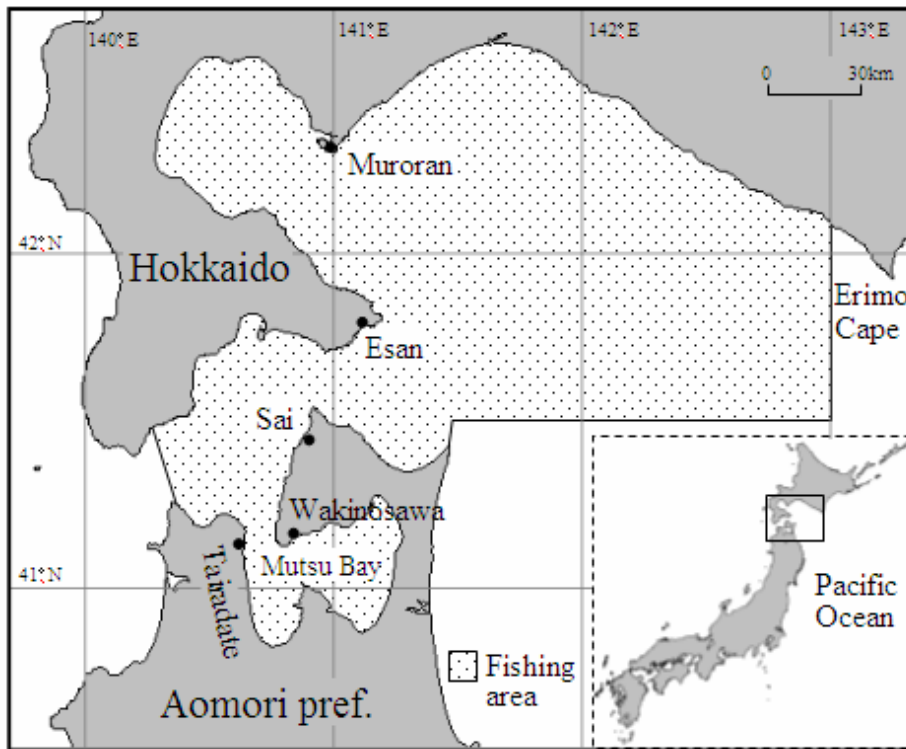 140°E
141°E
142°E
143°E
0 30km
Muroran
42°N
Hokkaido
Erimo
Cape
Esan
Sai
Wakinosawa
Tairadate
Mutsu Bay
41°N
Pacific
Ocean
Fishing
area
Aomori pref.